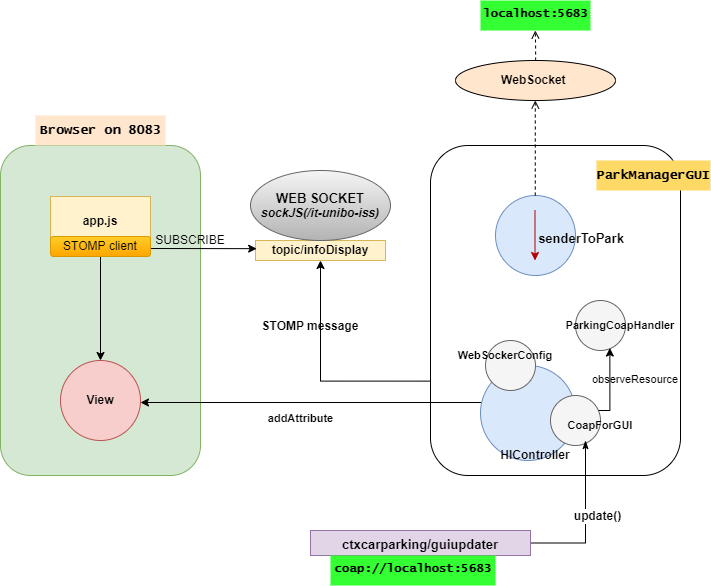 localhost:5683
WebSocket
Browser on 8083
ParkManagerGUI
WEB SOCKET
sockJS(/it-unibo-iss)
app.js
STOMP client
SUBSCRIBE
topic/infoDisplay
senderToPark
STOMP message
ParkingCoapHandler
WebSockerConfig
observeResource
View
addAttribute
CoapForGUI
HIController
update()
ctxcarparking/guiupdater
coap://localhost:5683